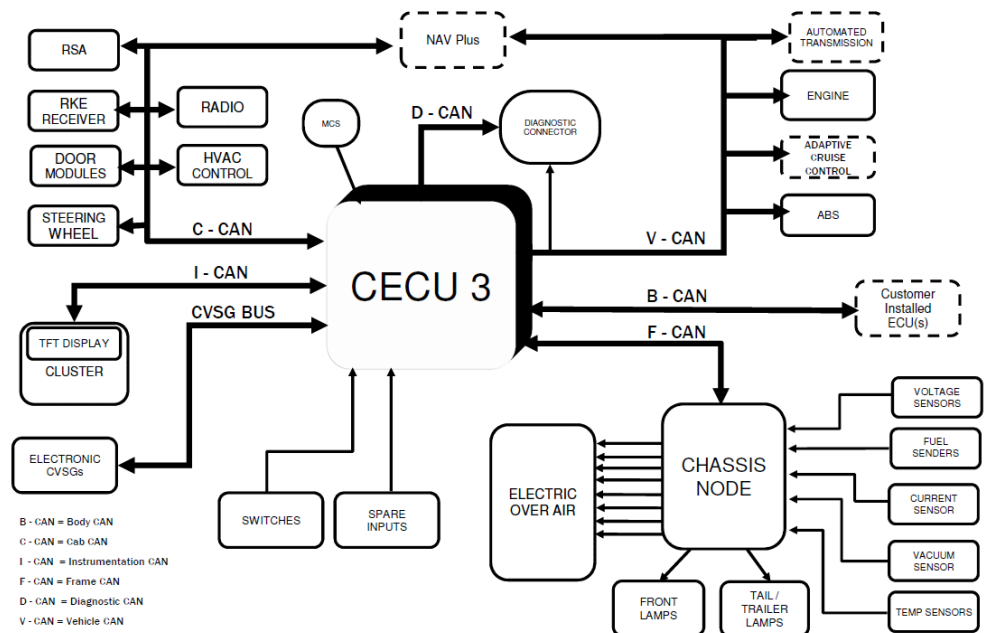 RSA
NAV Plus
AUTOMATED
TRANSMISSION
RKE
RECEIVER
RADIO
MCS
D - CAN
DIAGNOSTIC
CONNECTOR
ENGINE
DOOR
MODULES
HVAC
CONTROL
ADAPTIVE
CRUISE
CONTROL
STEERING
WHEEL
ABS
C - CAN
V - CAN
I - CAN
CECU 3
B - CAN
Customer
Installed
ECU(s)
CVSG BUS
F - CAN
TFT DISPLAY
CLUSTER
VOLTAGE
SENSORS
FUEL
SENDERS
ELECTRONIC
CVSGs
ELECTRIC
OVER AIR
CHASSIS
NODE
CURRENT
SENSOR
SWITCHES
SPARE
INPUTS
VACUUM
SENSOR
FRONT
LAMPS
TAIL /
TRAILER
LAMPS
TEMP SENSORS
B - CAN = Body CAN
C - CAN = Cab CAN
I - CAN = Instrumentation CAN
F - CAN = Frame CAN
D - CAN = Diagnostic CAN
V - CAN = Vehicle CAN